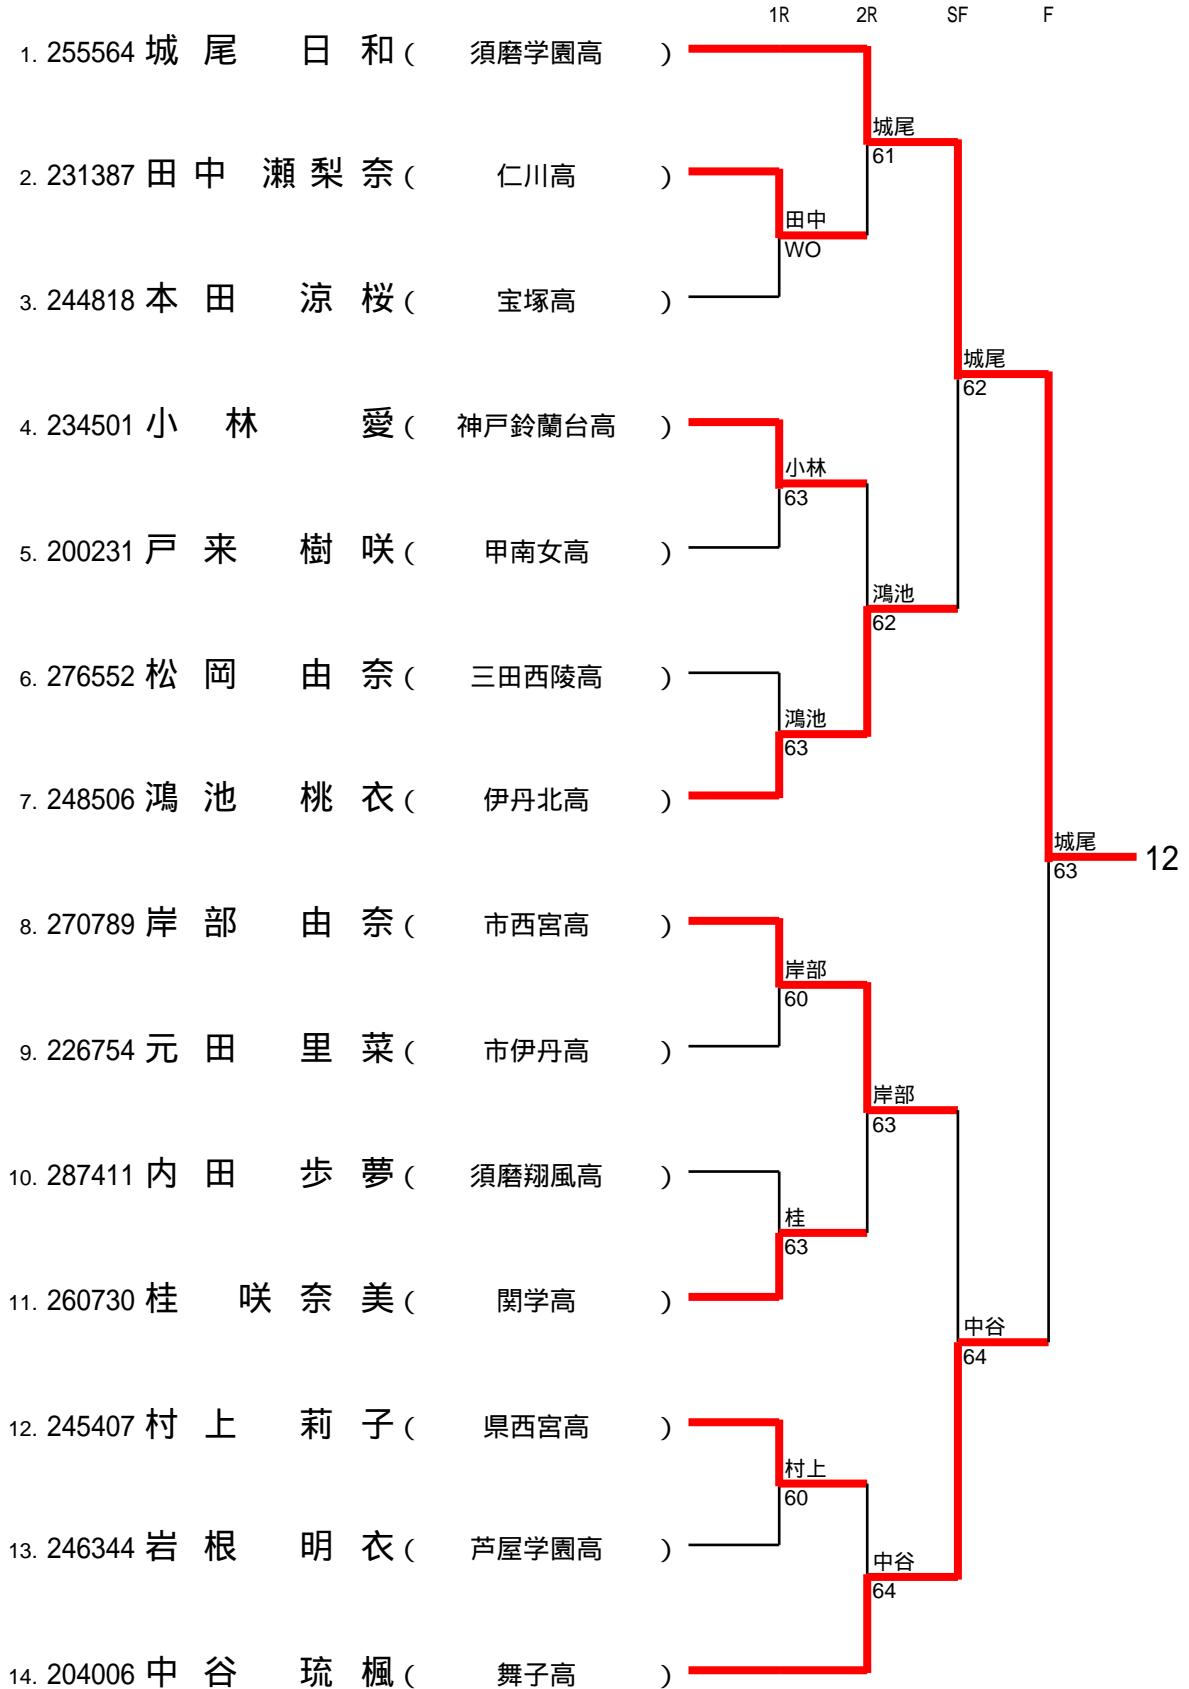 1R 2R SF F
1. 255564 城尾 日和 ( 須磨学園高 )
城尾
61
2. 231387 田中 瀬梨奈 ( 仁川高 )
田中
WO
3. 244818 本田 涼桜 ( 宝塚高 )
城尾
62
4. 234501 小林 愛 ( 神戸鈴蘭台高 )
小林
63
5. 200231 戸来 樹咲 ( 甲南女高 )
鴻池
62
6. 276552 松岡 由奈 ( 三田西陵高 )
鴻池
63
7. 248506 鴻池 桃衣 ( 伊丹北高 )
城尾
63
12
8. 270789 岸部 由奈 ( 市西宮高 )
岸部
60
9. 226754 元田 里菜 ( 市伊丹高 )
岸部
63
10. 287411 内田 歩夢 ( 須磨翔風高 )
桂
63
11. 260730 桂 咲奈美 ( 関学高 )
中谷
64
12. 245407 村上 莉子 ( 県西宮高 )
村上
60
13. 246344 岩根 明衣 ( 芦屋学園高 )
中谷
64
14. 204006 中谷 琉楓 ( 舞子高 )